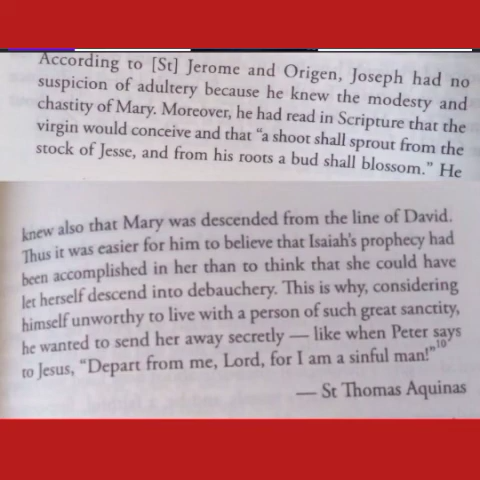 According to [St] Jerome and Origen, Joseph had no
suspicion of adultery because he knew the modesty and
chastity of Mary. Moreover, he had read in Scripture that the
virgin would conceive and that “a shoot shall sprout from the
stock of Jesse, and from his roots a bud shall blossom.” He
knew also that Mary was descended from the line of David.
Thus it was easier for him to believe that Isaiah's prophecy had
been accomplished in her than to think that she could have
let herself descend into debauchery. This is why, considering
himself unworthy to live with a person of such great sanctity,
he wanted to send her away secretly — like when Peter says
to Jesus, “Depart from me, Lord, for I am a sinful man!”10
— St Thomas Aquinas